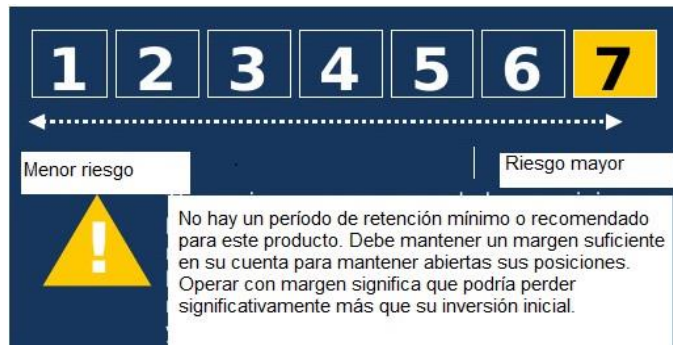 1 2 3 4 5 6 7
Menor riesgo
Riesgo mayor
No hay un período de retención mínimo o recomendado
para este producto. Debe mantener un margen suficiente
en su cuenta para mantener abiertas sus posiciones.
Operar con margen significa que podría perder
significativamente más que su inversión inicial.